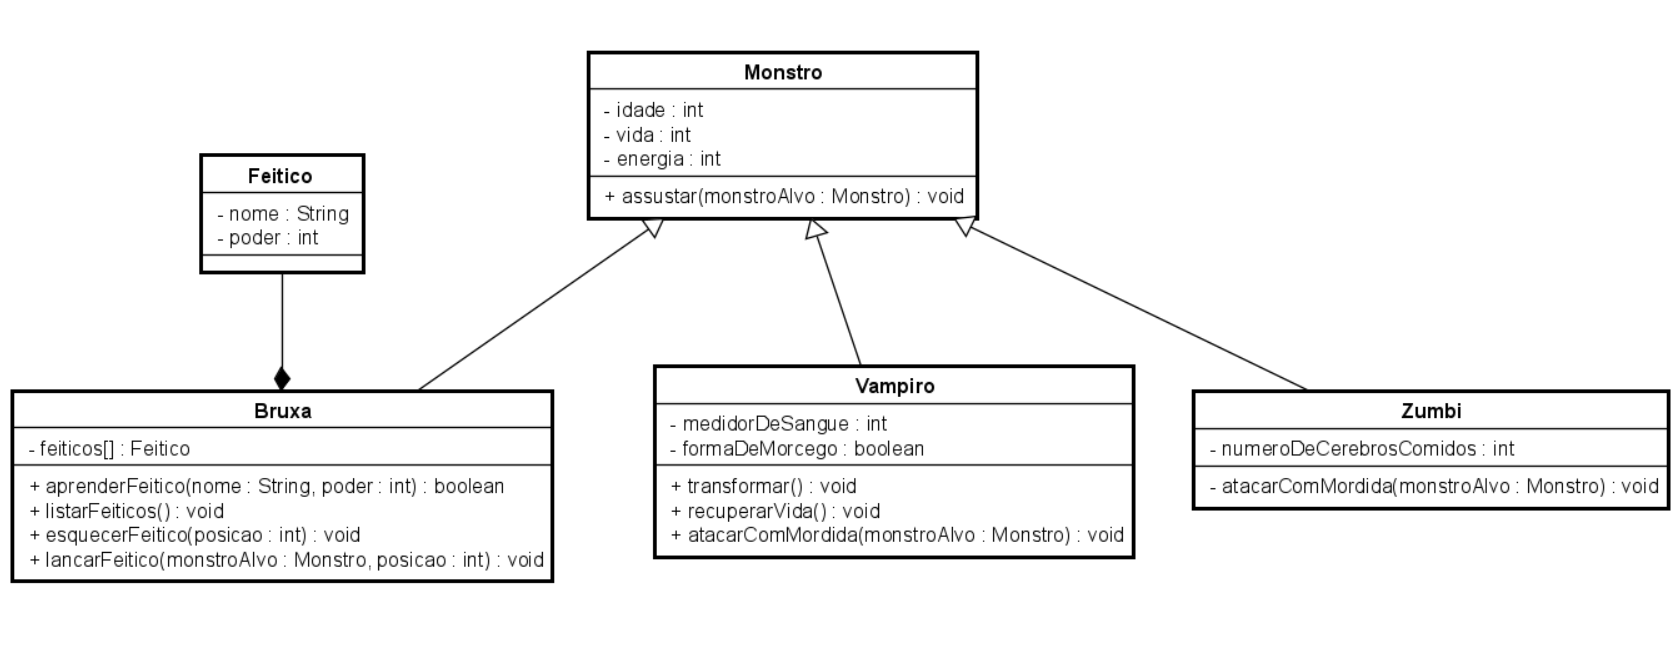 Monstro
- idade : int
- vida : int
- energia : int
+ assustar(monstroAlvo : Monstro) : void
Feitico
- nome : String
- poder : int
Bruxa
- feiticos[] : Feitico
+ aprenderFeitico(nome : String, poder : int) : boolean
+ listarFeiticos() : void
+ esquecerFeitico(posicao : int) : void
+ lancarFeitico(monstroAlvo : Monstro, posicao : int) : void
Vampiro
- medidorDeSangue : int
- formaDeMorcego : boolean
+ transformar() : void
+ recuperarVida() : void
+ atacarComMordida(monstroAlvo : Monstro) : void
Zumbi
- numeroDeCerebrosComidos : int
- atacarComMordida(monstroAlvo : Monstro) : void